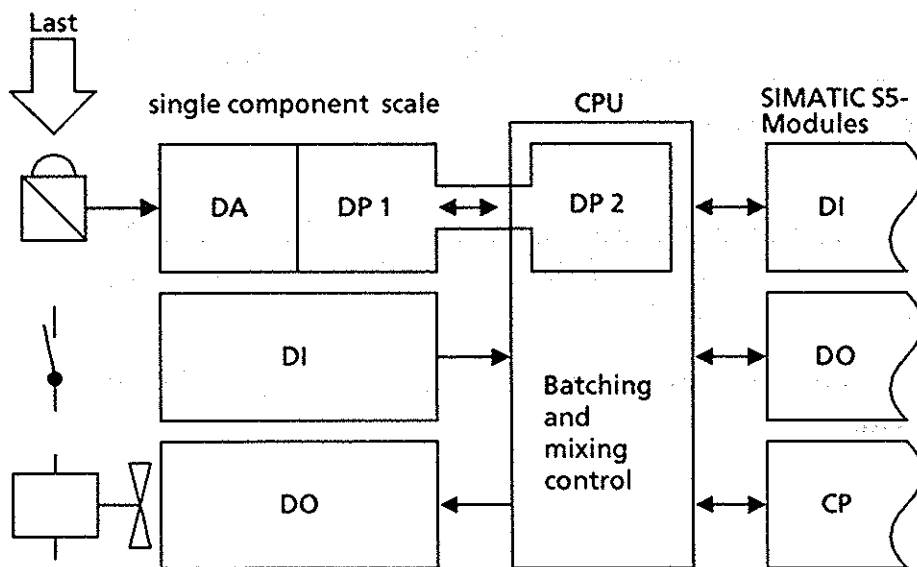 Last
single component scale
CPU
SIMATIC S5-
Modules
DA
DP 1
DP 2
DI
DI
DO
Batching
and
mixing
control
DO
CP